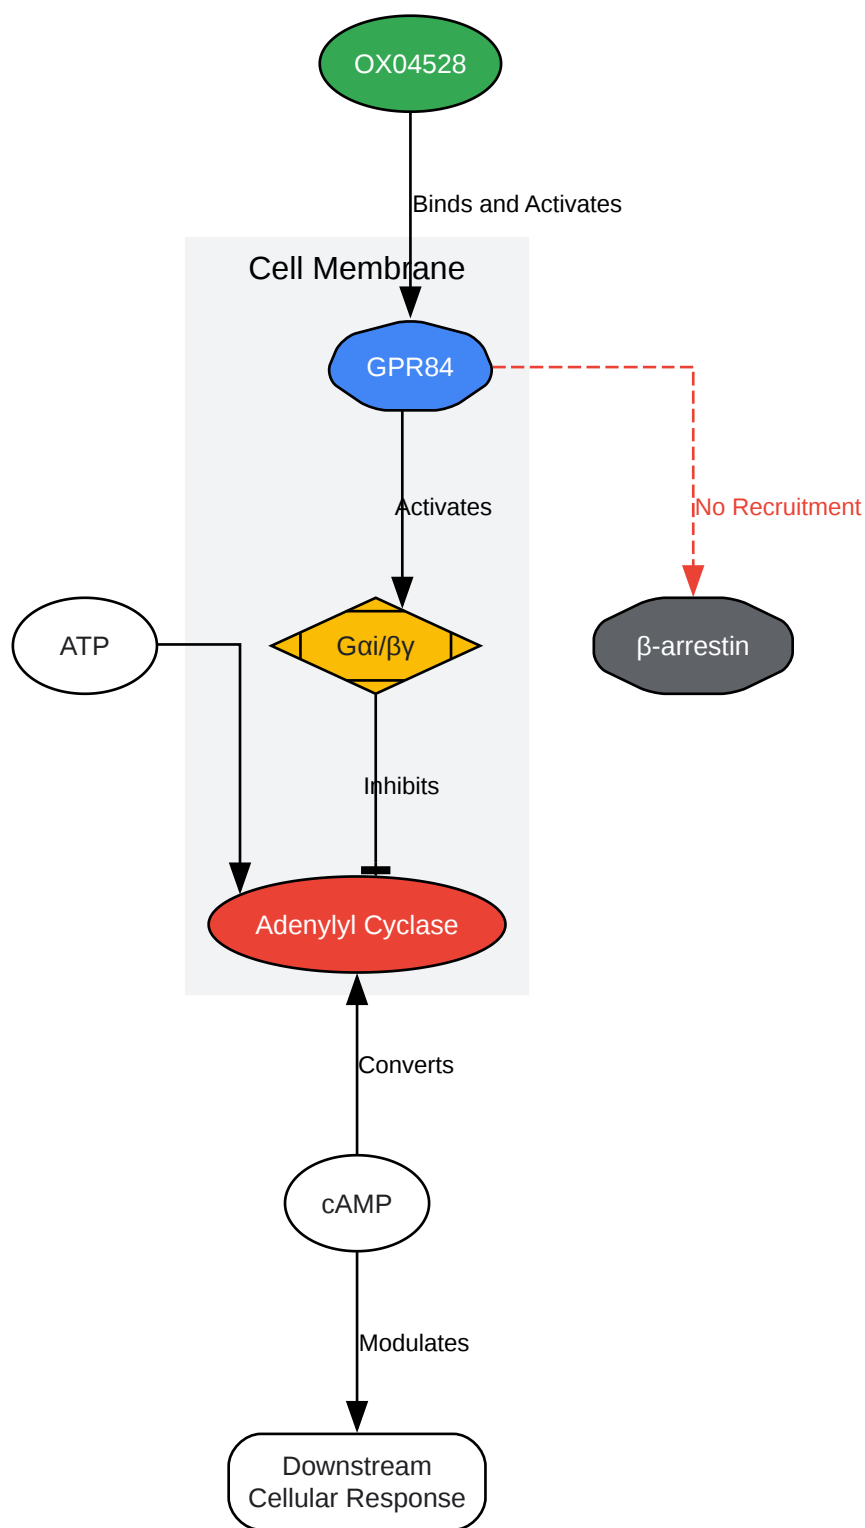 OX04528
Binds and Activates
Cell Membrane
GPR84
Activates
No Recruitment
ATP
Gαi/βγ
β-arrestin
Inhibits
Adenylyl Cyclase
Converts
cAMP
Modulates
Downstream
Cellular Response